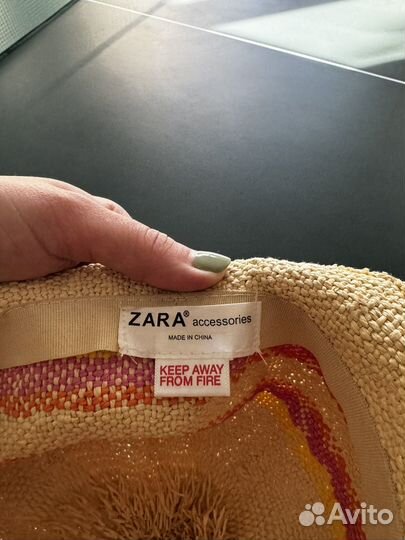 ZARA® accessories
MADE IN CHINA
KEEP AWAY
FROM FIRE
Avito